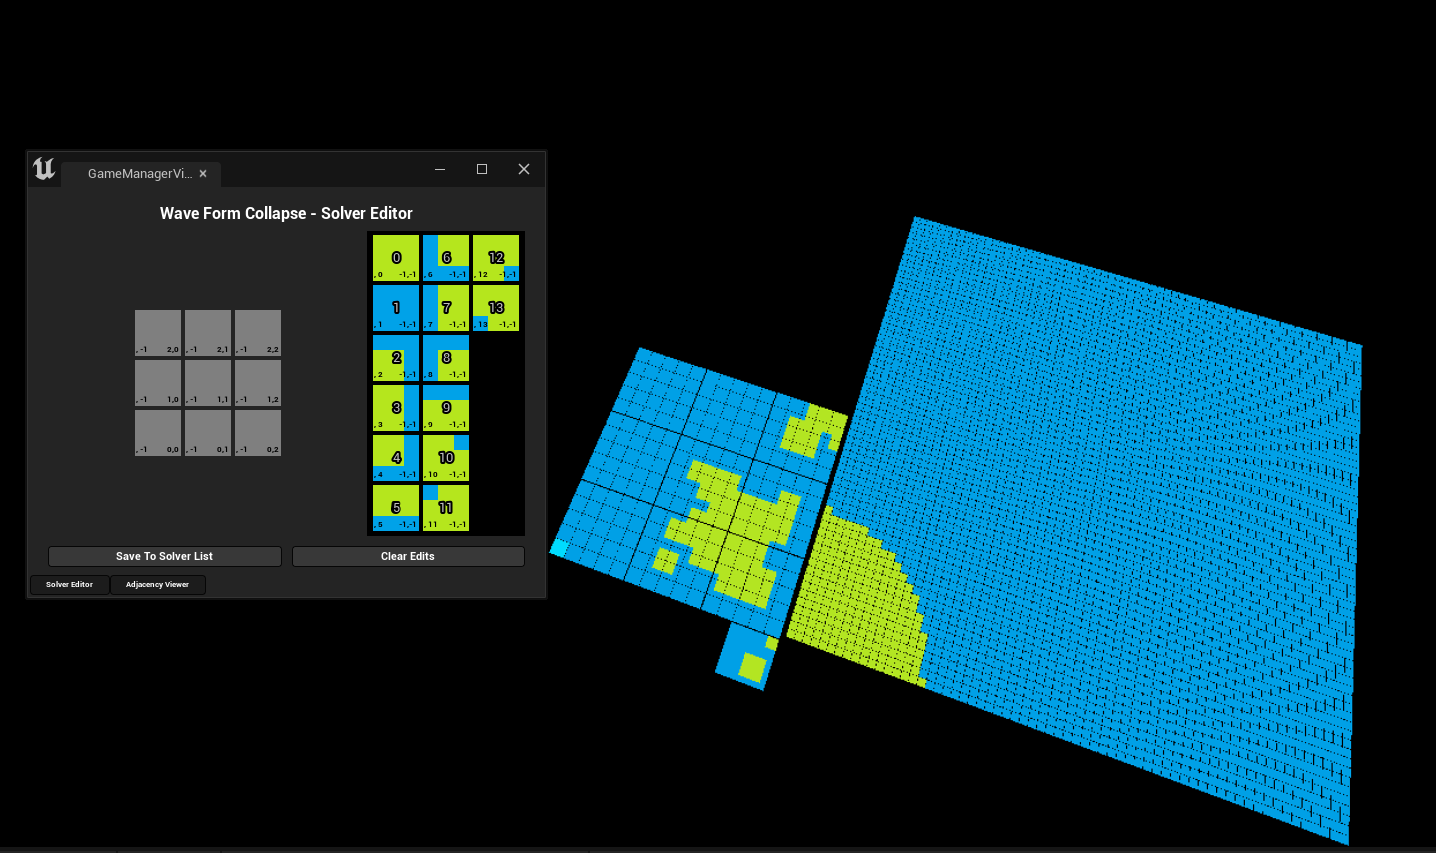 GameManagerVi...
Wave Form Collapse - Solver Editor
0 6 12
,0 -1,-1 ,6 -1,-1 ,12 -1,-1
1 7 13
,1 -1,-1 ,7 -1,-1 ,13 -1,-1
, -1 2,0 , -1 2,1 , -1 2,2
2 8
,2 -1,-1 ,8 -1,-1
, -1 1,0 , -1 1,1 , -1 1,2
3 9
,3 -1,-1 ,9 -1,-1
, -1 0,0 , -1 0,1 , -1 0,2
4 10
,4 -1,-1 ,10 -1,-1
5 11
,5 -1,-1 ,11 -1,-1
Save To Solver List Clear Edits
Solver Editor Adjacency Viewer